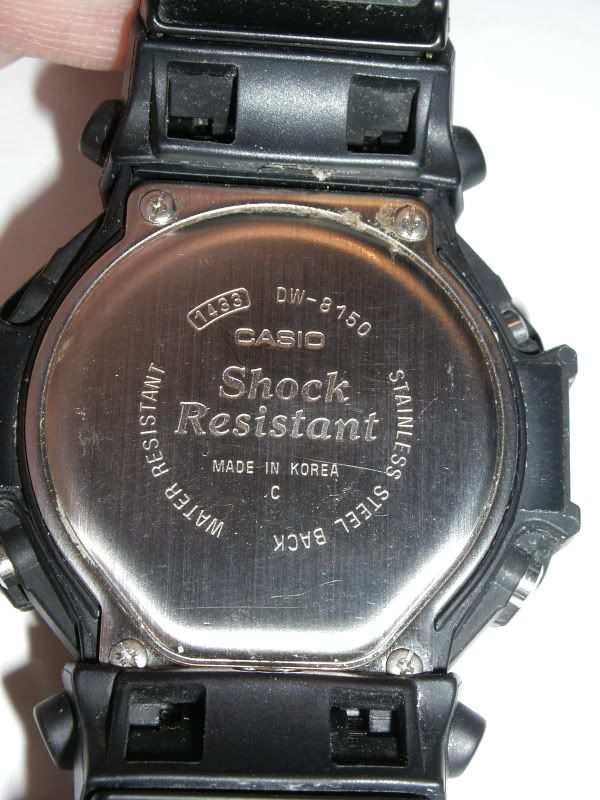 1433 DW-8150
CASIO
Shock
Resistant
MADE IN KOREA
C
WATER RESISTANT
STAINLESS STEEL BACK